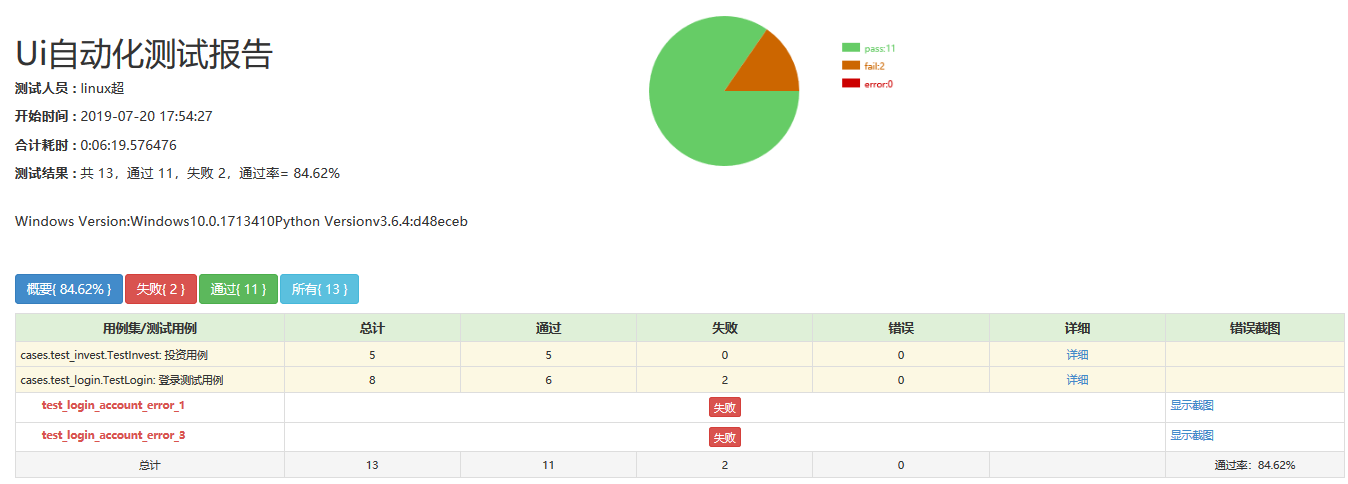 Ui自动化测试报告
测试人员 : linux超
开始时间 : 2019-07-20 17:54:27
合计耗时 : 0:06:19.576476
测试结果 : 共 13，通过 11，失败 2，通过率= 84.62%
Windows Version:Windows10.0.1713410Python Versionv3.6.4:d48eceb
pass:11
fail:2
error:0
概要{ 84.62% } 失败{ 2 } 通过{ 11 } 所有{ 13 }
用例集/测试用例 总计 通过 失败 错误 详细 错误截图
cases.test_invest.TestInvest: 投资用例 5 5 0 0 详细
cases.test_login.TestLogin: 登录测试用例 8 6 2 0 详细
test_login_account_error_1 失败 显示截图
test_login_account_error_3 失败 显示截图
总计 13 11 2 0 通过率：84.62%